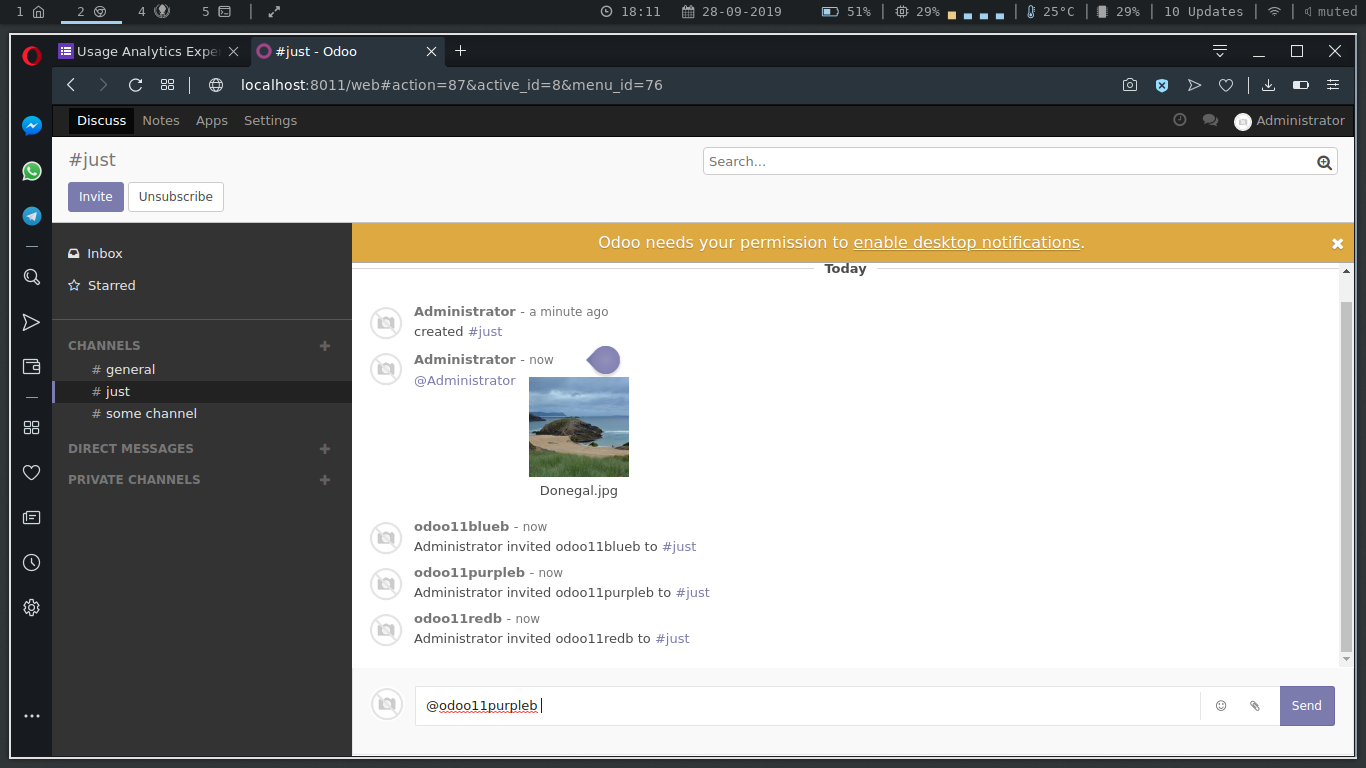 1 2 4 5 18:11 28-09-2019 51% 29% 25°C 29% 10 Updates muted
Usage Analytics Expe #just - Odoo
localhost:8011/web#action=87&active_id=8&menu_id=76
Discuss Notes Apps Settings Administrator
#just
Search...
Invite Unsubscribe
Odoo needs your permission to enable desktop notifications.
Inbox
Starred
CHANNELS
# general
# just
# some channel
DIRECT MESSAGES
PRIVATE CHANNELS
Today
Administrator - a minute ago
created #just
Administrator - now
@Administrator
Donegal.jpg
odoo11blueb - now
Administrator invited odoo11blueb to #just
odoo11purpleb - now
Administrator invited odoo11purpleb to #just
odoo11redb - now
Administrator invited odoo11redb to #just
@odoo11purpleb
Send